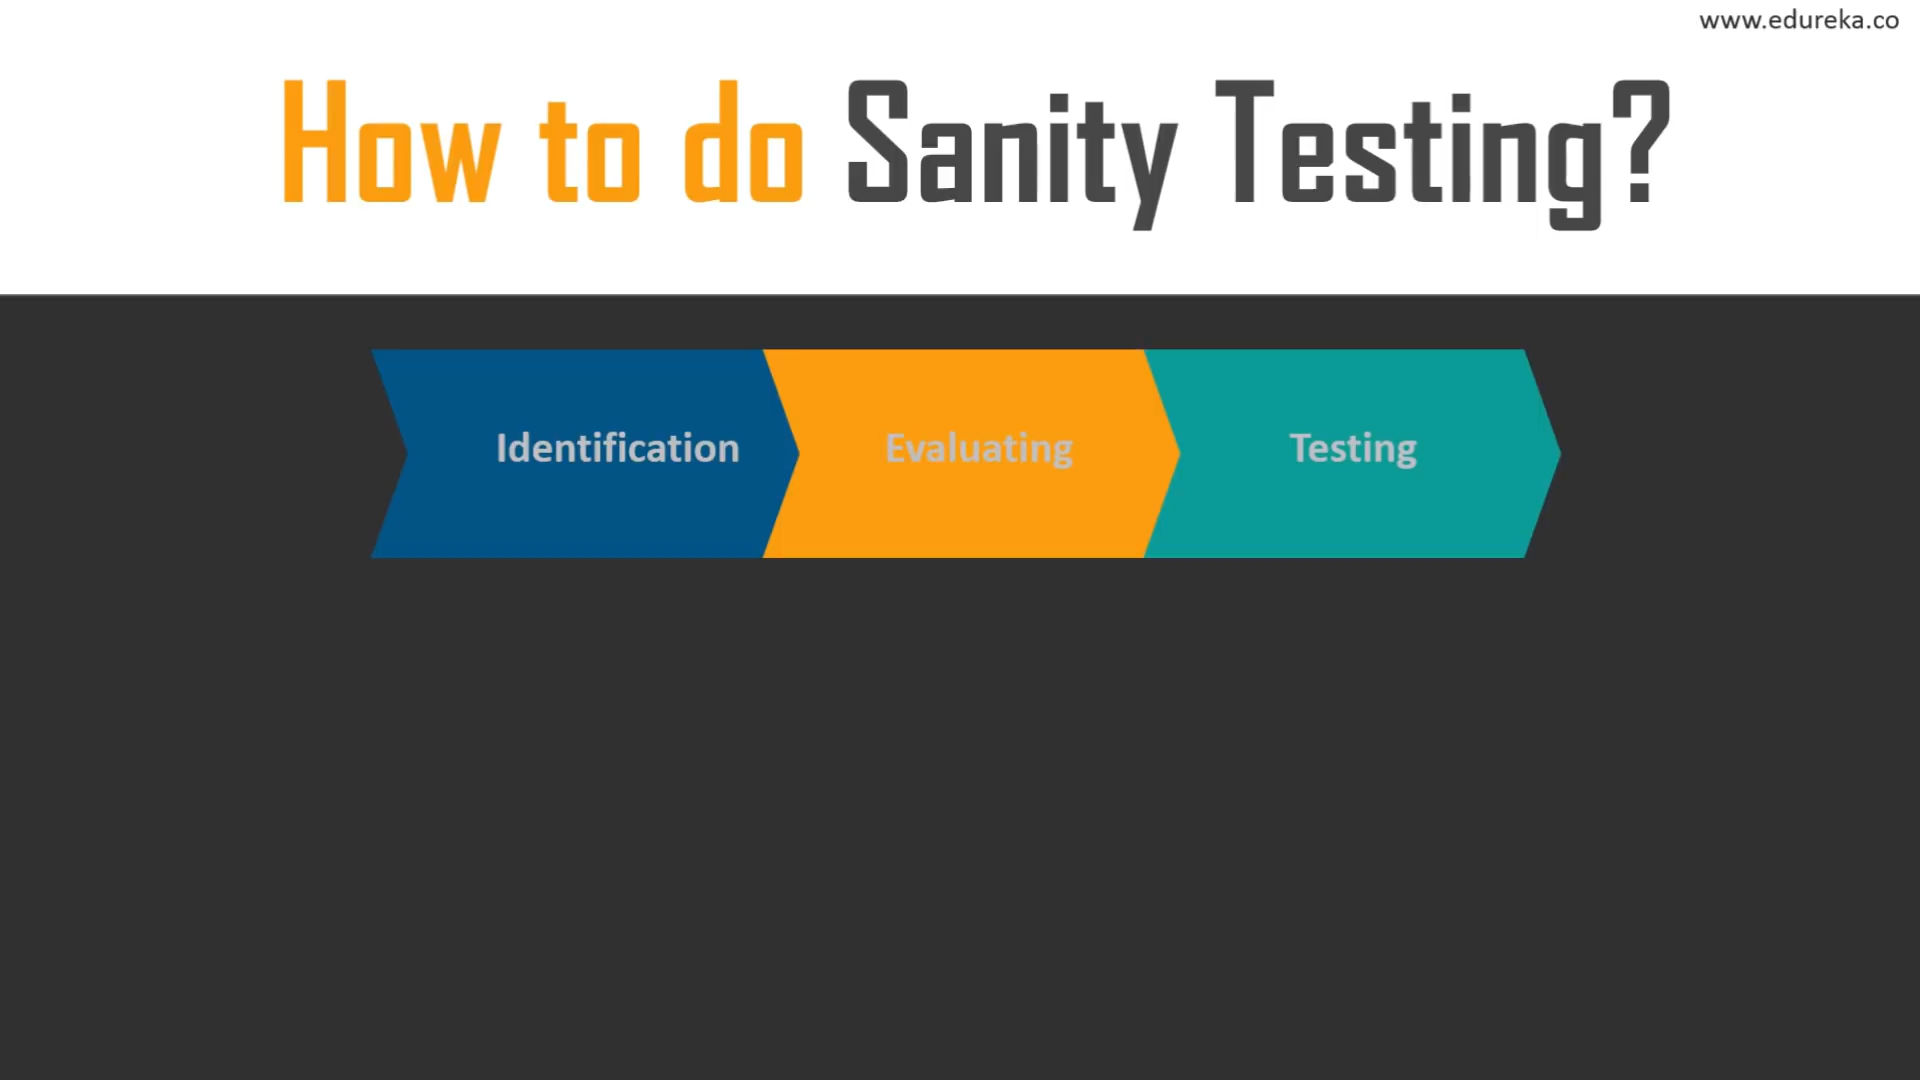 www.edureka.co
How to do Sanity Testing?
Identification Evaluating Testing